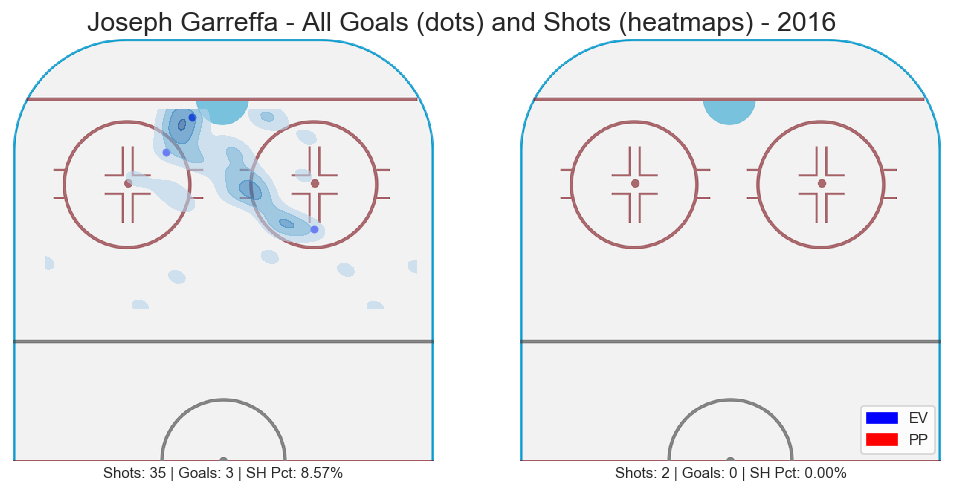 Joseph Garreffa - All Goals (dots) and Shots (heatmaps) - 2016
EV
PP
Shots: 35 | Goals: 3 | SH Pct: 8.57%
Shots: 2 | Goals: 0 | SH Pct: 0.00%